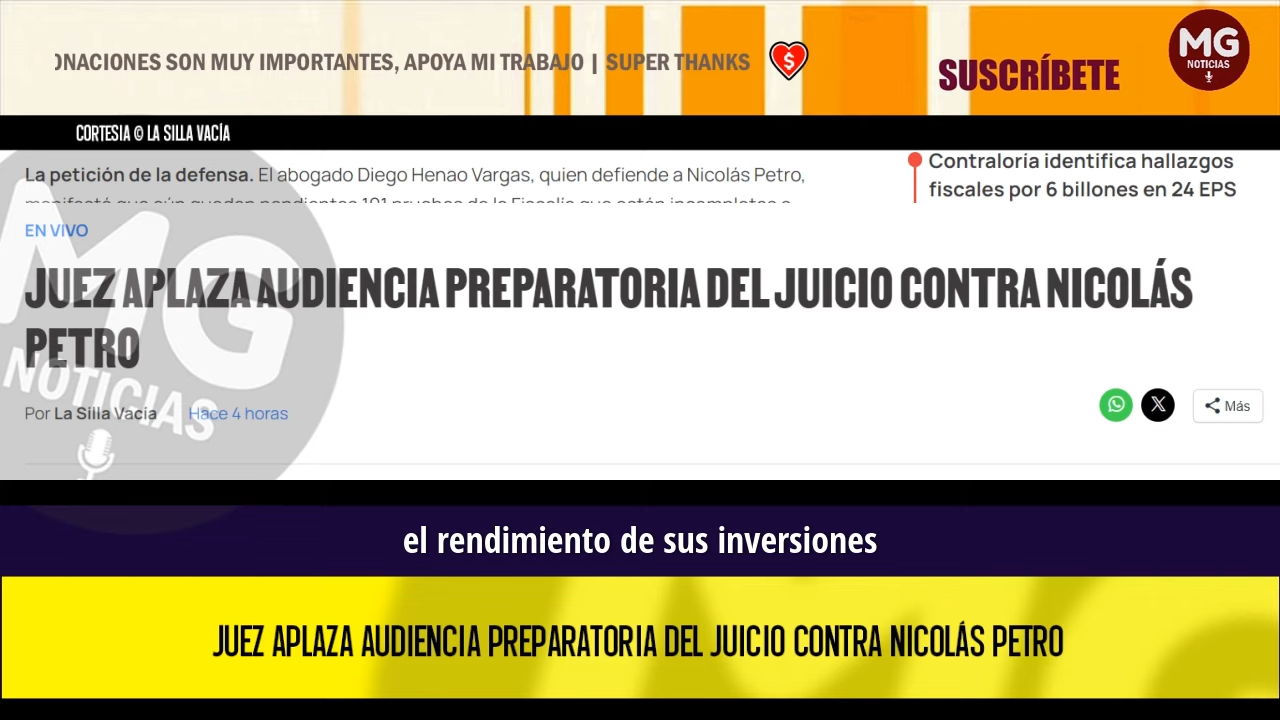 ONACIONES SON MUY IMPORTANTES, APOYA MI TRABAJO | SUPER THANKS
SUSCRÍBETE
MG
NOTICIAS
CORTESIA © LA SILLA VACÍA
La petición de la defensa. El abogado Diego Henao Vargas, quien defiende a Nicolás Petro,
Contraloría identifica hallazgos
fiscales por 6 billones en 24 EPS
EN VIVO
JUEZ APLAZA AUDIENCIA PREPARATORIA DEL JUICIO CONTRA NICOLÁS
PETRO
MG
NOTICIAS
Por La Silla Vacía Hace 4 horas
Más
el rendimiento de sus inversiones
JUEZ APLAZA AUDIENCIA PREPARATORIA DEL JUICIO CONTRA NICOLÁS PETRO